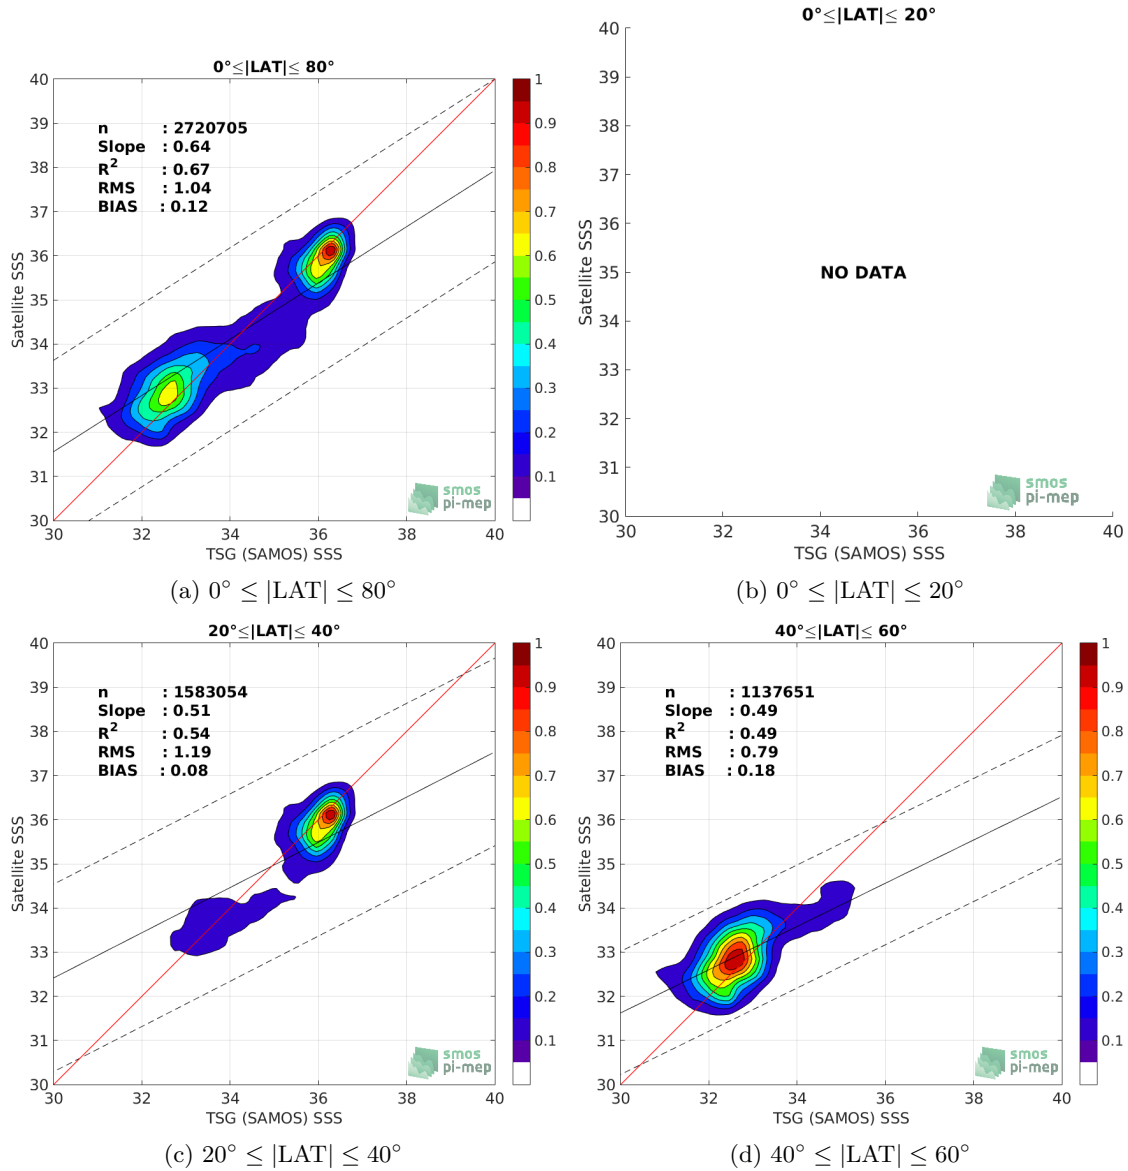 0°≤|LAT|≤ 80°
40
39
38
37
36
35
34
33
32
31
30
Satellite SSS
n : 2720705
Slope : 0.64
R² : 0.67
RMS : 1.04
BIAS : 0.12
30 32 34 36 38 40
TSG (SAMOS) SSS
1
0.9
0.8
0.7
0.6
0.5
0.4
0.3
0.2
0.1
smos
pi-mep
(a) 0° ≤ |LAT| ≤ 80°
0°≤|LAT|≤ 20°
40
39
38
37
36
35
34
33
32
31
30
Satellite SSS
NO DATA
smos
pi-mep
30 32 34 36 38 40
TSG (SAMOS) SSS
(b) 0° ≤ |LAT| ≤ 20°
20°≤|LAT|≤ 40°
40
39
38
37
36
35
34
33
32
31
30
Satellite SSS
n : 1583054
Slope : 0.51
R² : 0.54
RMS : 1.19
BIAS : 0.08
30 32 34 36 38 40
TSG (SAMOS) SSS
1
0.9
0.8
0.7
0.6
0.5
0.4
0.3
0.2
0.1
smos
pi-mep
(c) 20° ≤ |LAT| ≤ 40°
40°≤|LAT|≤ 60°
40
39
38
37
36
35
34
33
32
31
30
Satellite SSS
n : 1137651
Slope : 0.49
R² : 0.49
RMS : 0.79
BIAS : 0.18
30 32 34 36 38 40
TSG (SAMOS) SSS
1
0.9
0.8
0.7
0.6
0.5
0.4
0.3
0.2
0.1
smos
pi-mep
(d) 40° ≤ |LAT| ≤ 60°